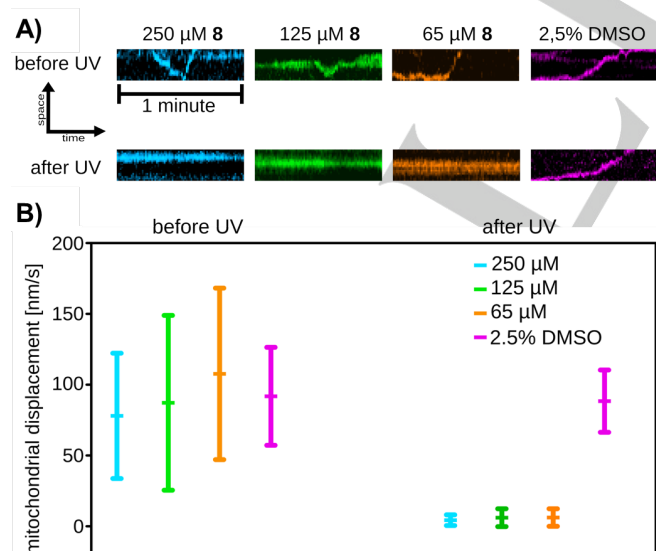 A)
250 µM 8 125 µM 8 65 µM 8 2,5% DMSO
before UV
1 minute
space
time
after UV
B)
before UV after UV
200
150
100
50
0
mitochondrial displacement [nm/s]
250 µM
125 µM
65 µM
2.5% DMSO